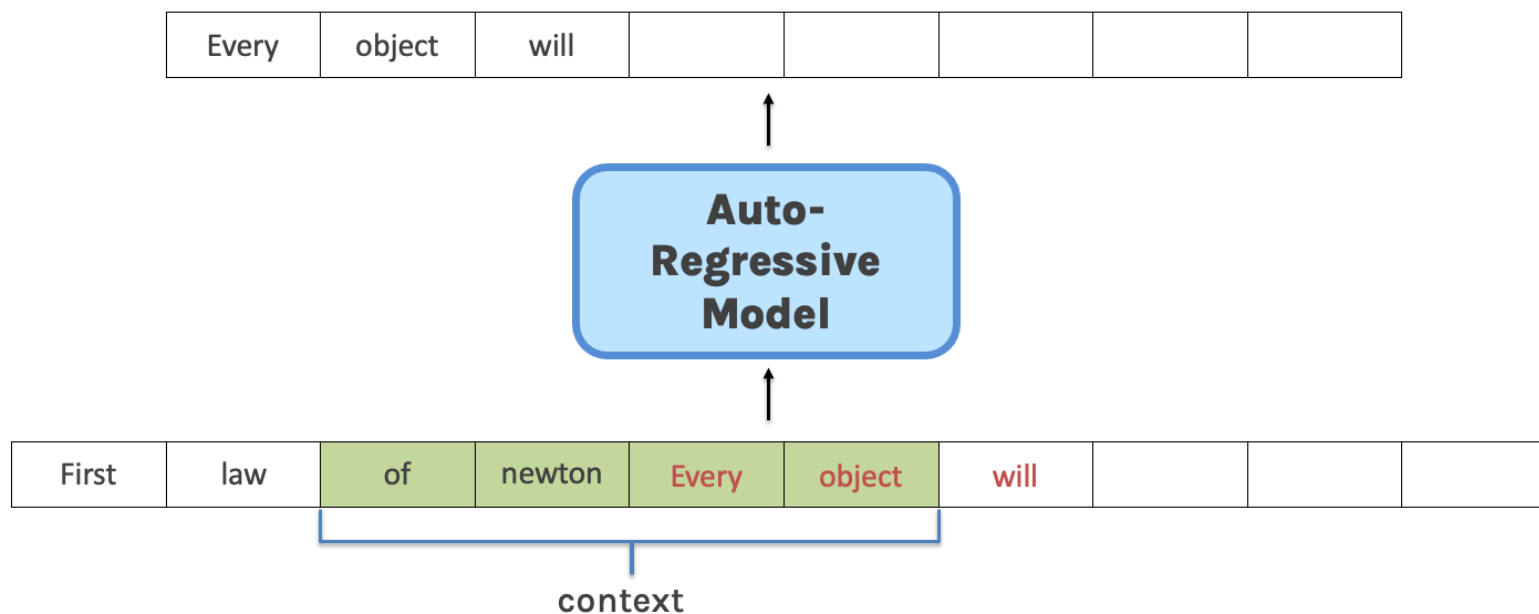 Every object will
Auto-
Regressive
Model
First law of newton Every object will
context